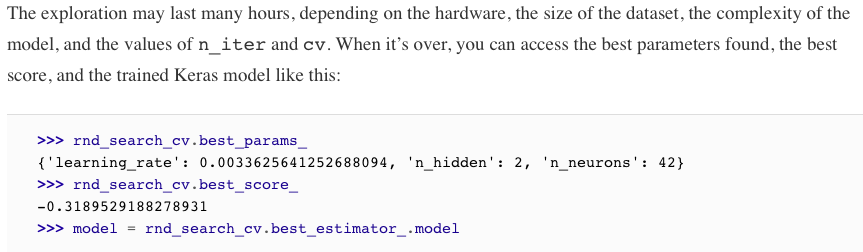 The exploration may last many hours, depending on the hardware, the size of the dataset, the complexity of the
model, and the values of n_iter and cv. When it’s over, you can access the best parameters found, the best
score, and the trained Keras model like this:
>>> rnd_search_cv.best_params_
{'learning_rate': 0.0033625641252688094, 'n_hidden': 2, 'n_neurons': 42}
>>> rnd_search_cv.best_score_
-0.3189529188278931
>>> model = rnd_search_cv.best_estimator_.model